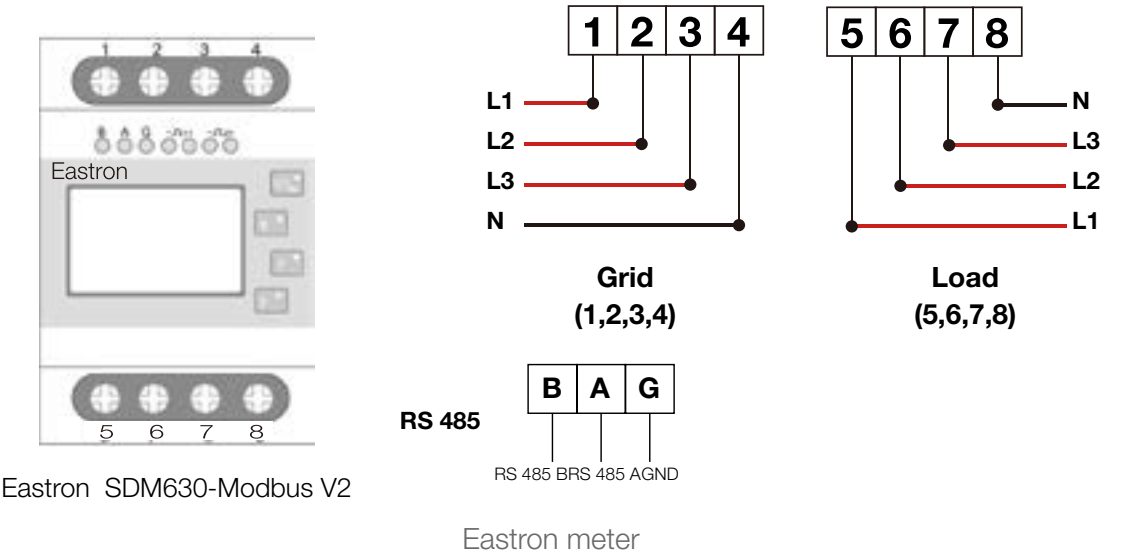 1 2 3 4
B A G
Eastron
5 6 7 8
Eastron SDM630-Modbus V2
1 2 3 4
L1
L2
L3
N
Grid
(1,2,3,4)
5 6 7 8
N
L3
L2
L1
Load
(5,6,7,8)
RS 485
B A G
RS 485 BRS 485 AGND
Eastron meter